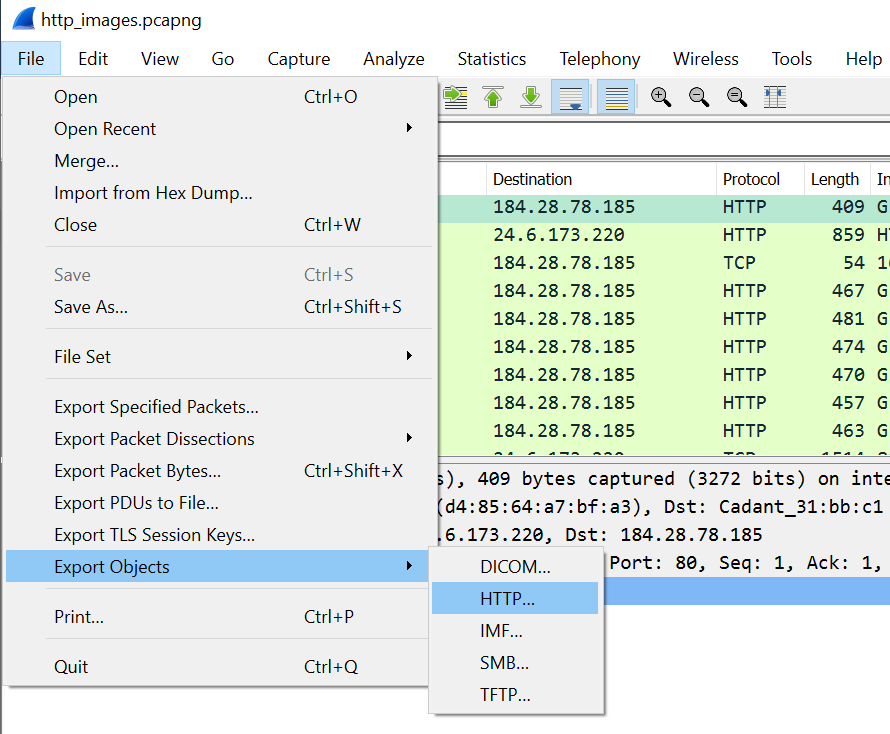 http_images.pcapng
File Edit View Go Capture Analyze Statistics Telephony Wireless Tools Help
Open Ctrl+O
Open Recent
Merge...
Import from Hex Dump...
Close Ctrl+W
Save Ctrl+S
Save As... Ctrl+Shift+S
File Set
Export Specified Packets...
Export Packet Dissections
Export Packet Bytes... Ctrl+Shift+X
Export PDUs to File...
Export TLS Session Keys...
Export Objects
Print... Ctrl+P
Quit Ctrl+Q
DICOM...
HTTP...
IMF...
SMB...
TFTP...
Destination Protocol Length In
184.28.78.185 HTTP 409 G
24.6.173.220 HTTP 859 H
184.28.78.185 TCP 54 1
184.28.78.185 HTTP 467 G
184.28.78.185 HTTP 481 G
184.28.78.185 HTTP 474 G
184.28.78.185 HTTP 470 G
184.28.78.185 HTTP 457 G
184.28.78.185 HTTP 463 G
24.6.173.220 TCP 1514
s), 409 bytes captured (3272 bits) on inte
(d4:85:64:a7:bf:a3), Dst: Cadant_31:bb:c1
.6.173.220, Dst: 184.28.78.185
Port: 80, Seq: 1, Ack: 1,